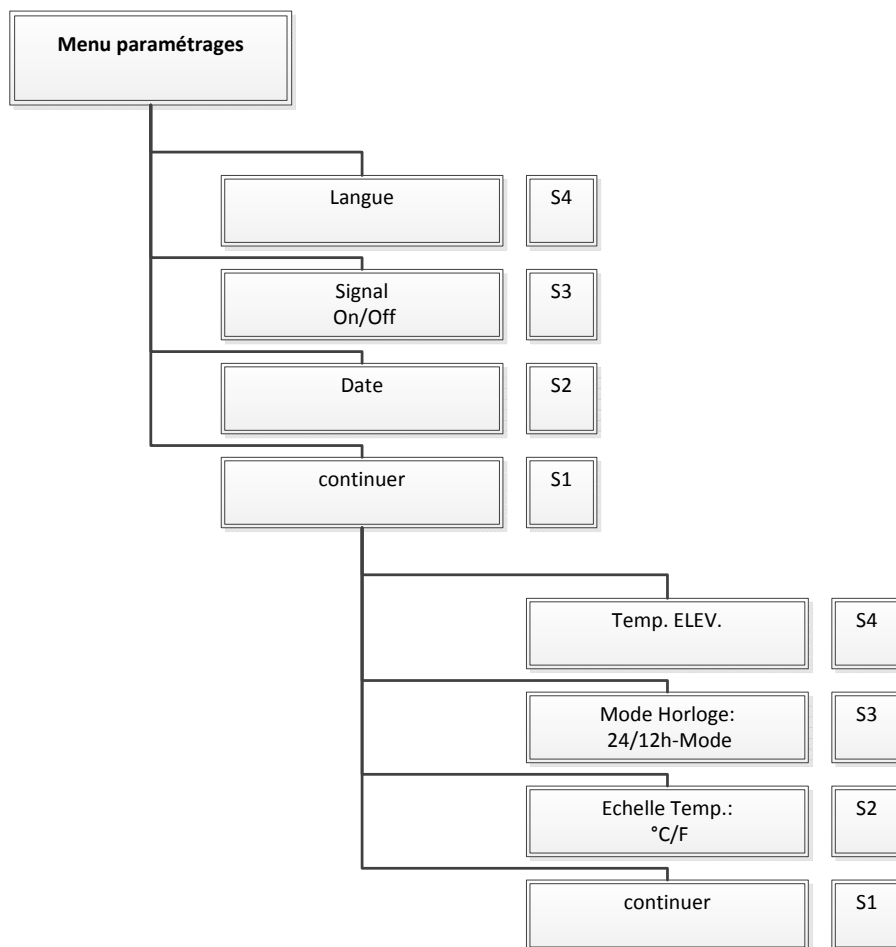 Menu paramétrages
Langue
S4
Signal
On/Off
S3
Date
S2
continuer
S1
Temp. ELEV.
S4
Mode Horloge:
24/12h-Mode
S3
Echelle Temp.:
°C/F
S2
continuer
S1